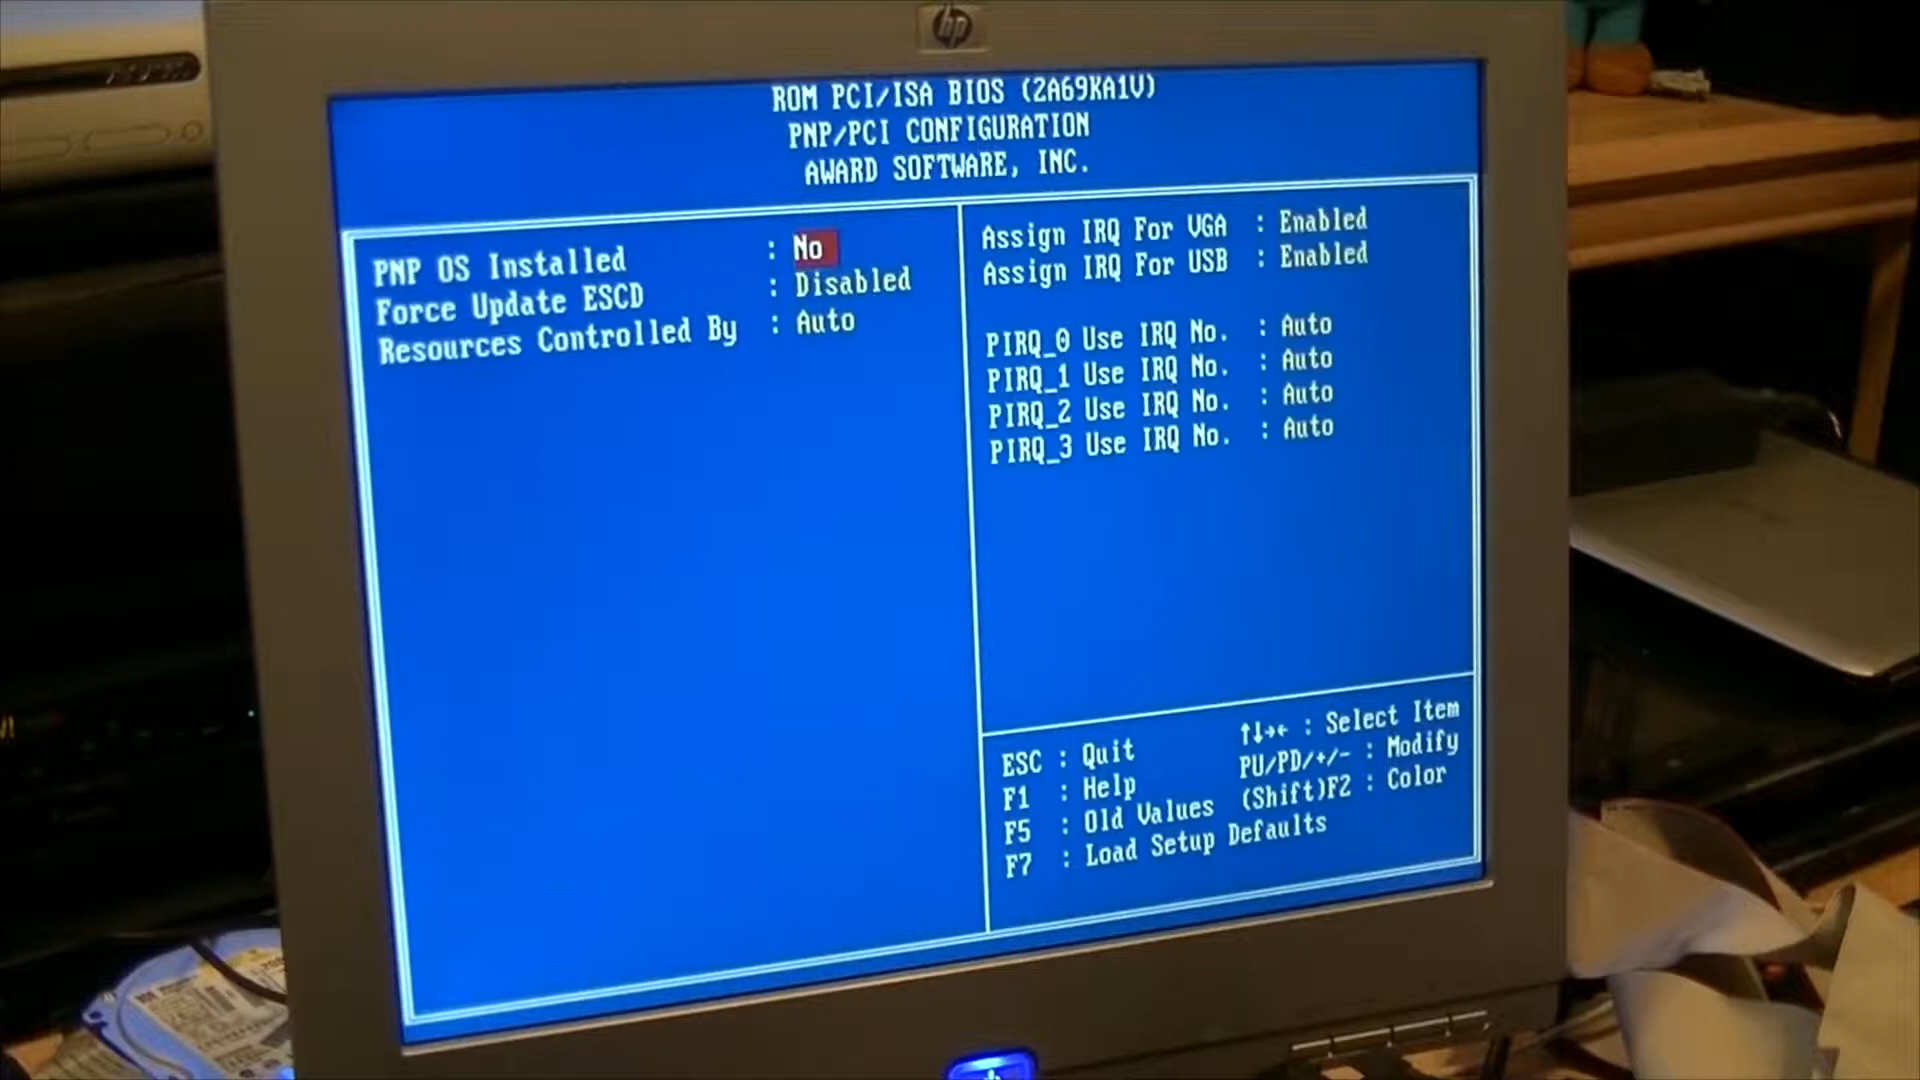 hp
ROM PCI/ISA BIOS (2A69KA1V)
PNP/PCI CONFIGURATION
AWARD SOFTWARE, INC.
PNP OS Installed : No
Force Update ESCD : Disabled
Resources Controlled By : Auto
Assign IRQ For VGA : Enabled
Assign IRQ For USB : Enabled
PIRQ_0 Use IRQ No. : Auto
PIRQ_1 Use IRQ No. : Auto
PIRQ_2 Use IRQ No. : Auto
PIRQ_3 Use IRQ No. : Auto
ESC : Quit ↑↓→← : Select Item
F1 : Help PU/PD/+/- : Modify
F5 : Old Values (Shift)F2 : Color
F7 : Load Setup Defaults